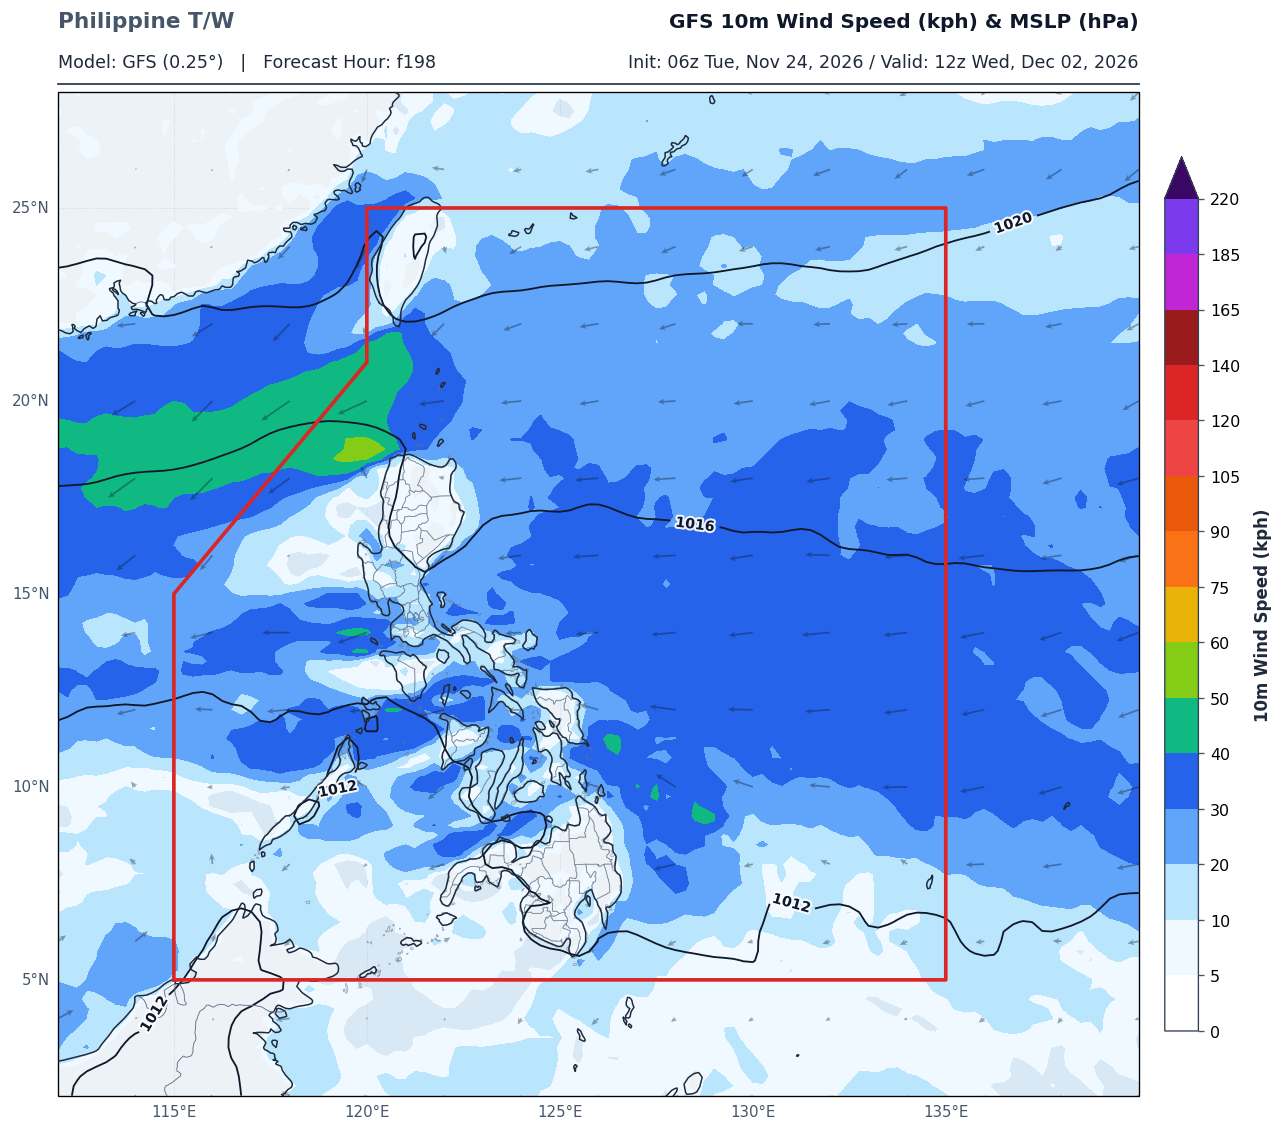 Philippine T/W
GFS 10m Wind Speed (kph) & MSLP (hPa)
Model: GFS (0.25°) | Forecast Hour: f198
Init: 06z Tue, Nov 24, 2026 / Valid: 12z Wed, Dec 02, 2026
25°N
20°N
15°N
10°N
5°N
115°E
120°E
125°E
130°E
135°E
1020
1016
1012
1012
1012
220
185
165
140
120
105
90
75
60
50
40
30
20
10
5
0
10m Wind Speed (kph)